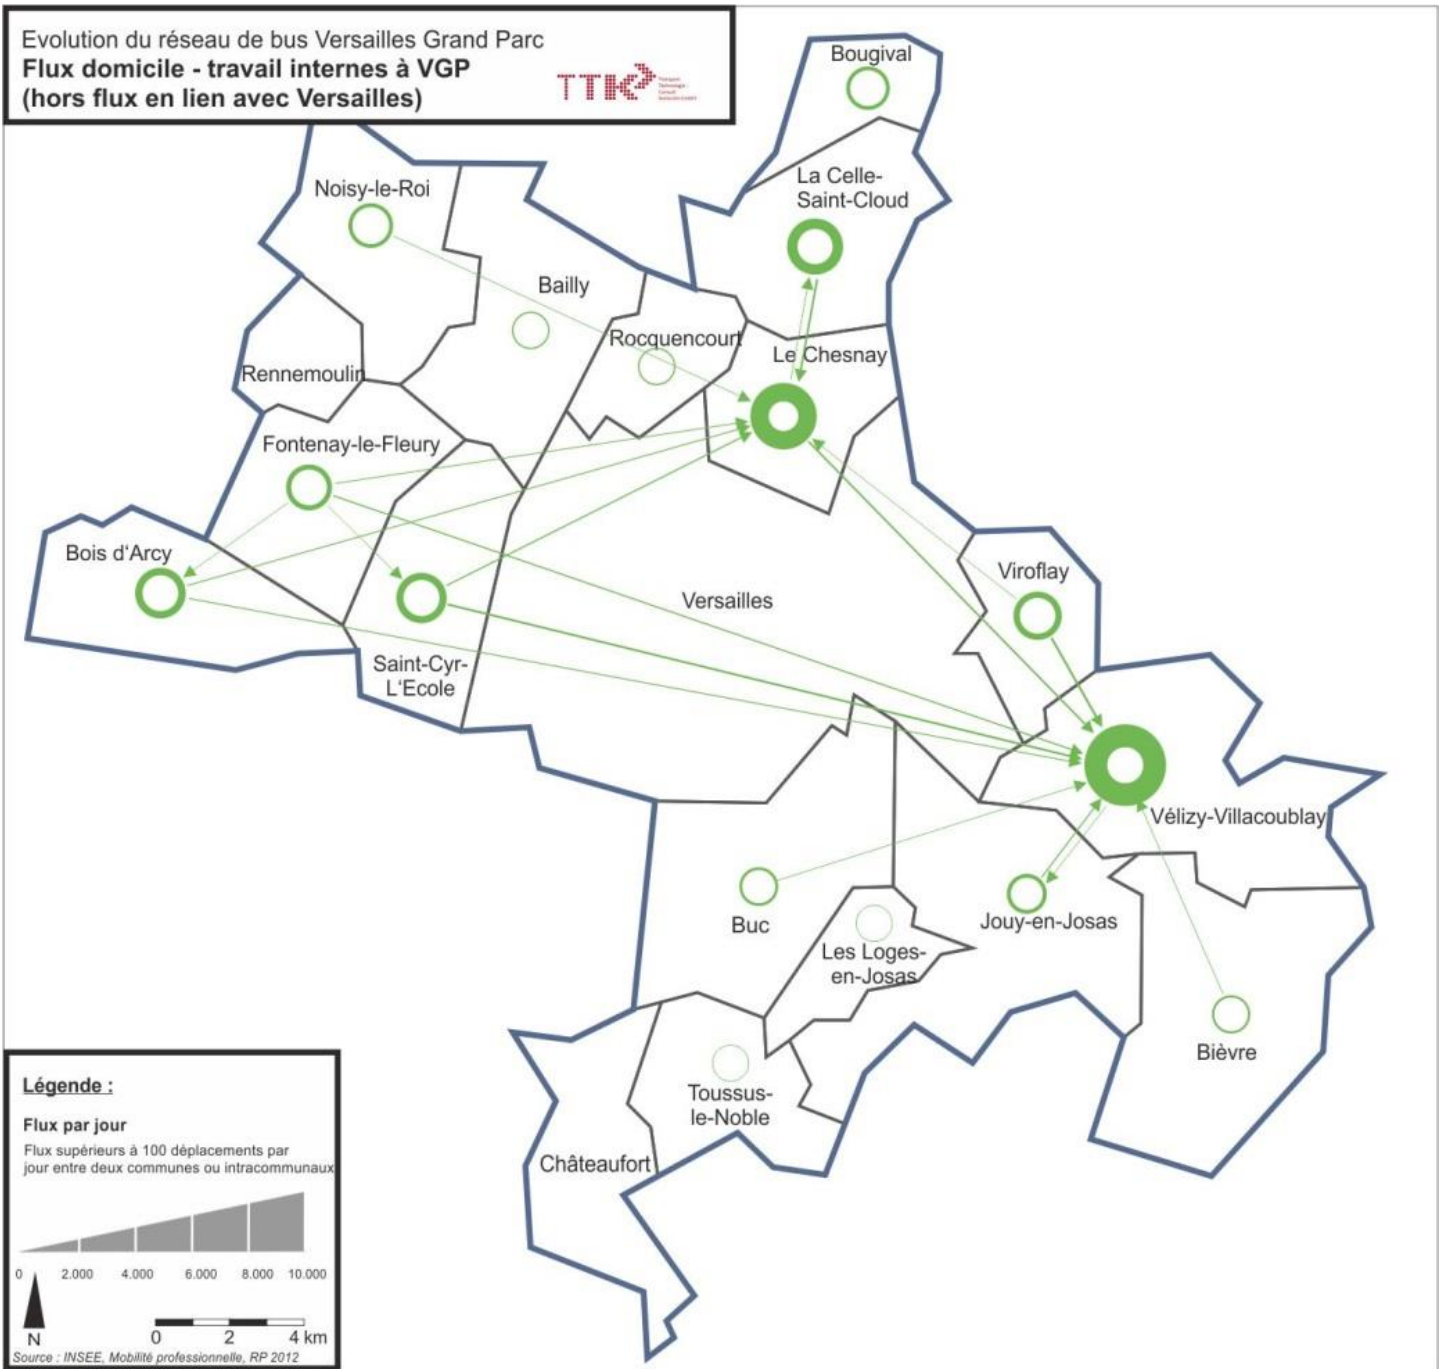 Evolution du réseau de bus Versailles Grand Parc
Flux domicile - travail internes à VGP
(hors flux en lien avec Versailles)
TTK
Bougival
La Celle-
Saint-Cloud
Noisy-le-Roi
Bailly
Rocquencourt
Le Chesnay
Rennemoulin
Fontenay-le-Fleury
Bois d'Arcy
Viroflay
Versailles
Saint-Cyr-
L'Ecole
Vélizy-Villacoublay
Buc
Jouy-en-Josas
Les Loges-
en-Josas
Bièvre
Toussus-
le-Noble
Châteaufort
Légende :
Flux par jour
Flux supérieurs à 100 déplacements par
jour entre deux communes ou intracommunaux
0 2.000 4.000 6.000 8.000 10.000
N
0 2 4 km
Source : INSEE, Mobilité professionnelle, RP 2012